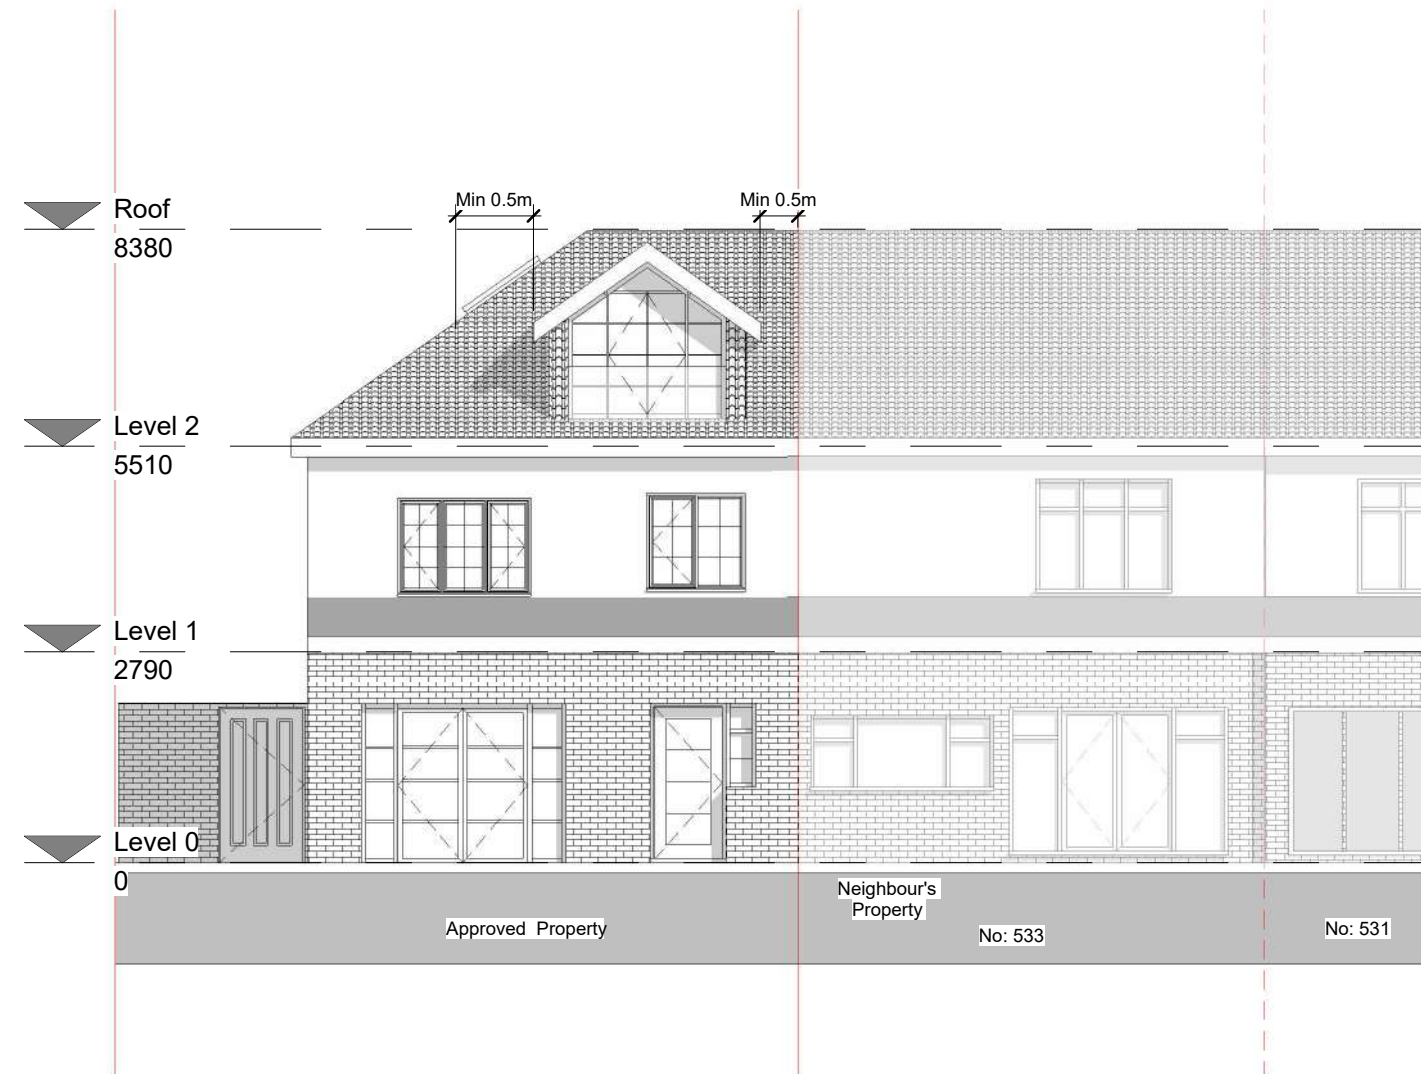 Min 0.5m
Min 0.5m
Roof
8380
Level 2
5510
Level 1
2790
Level 0
0
Neighbour's
Property
Approved Property
No: 533
No: 531